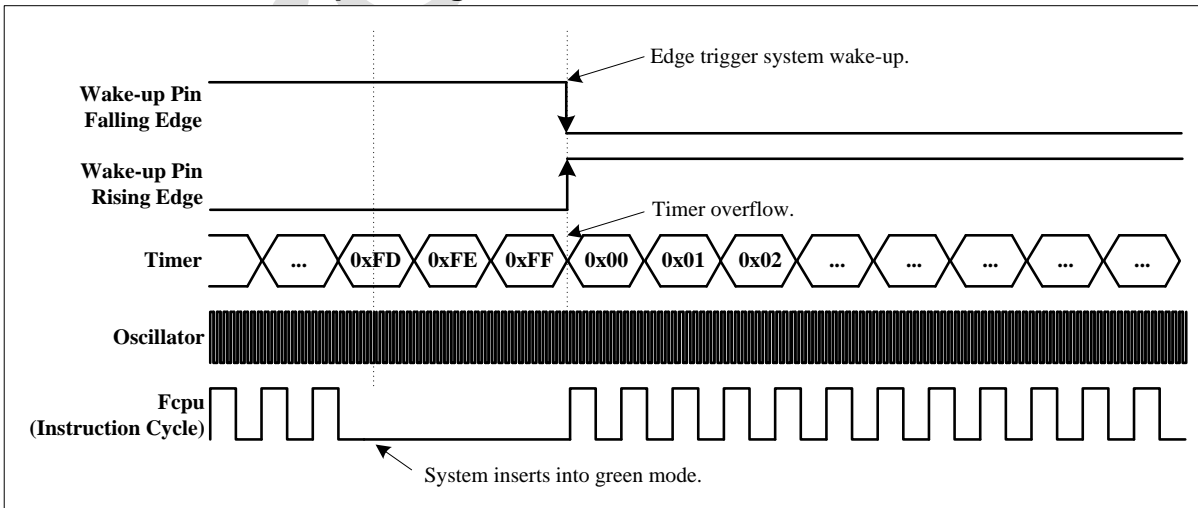 Edge trigger system wake-up.
Wake-up Pin
Falling Edge
Wake-up Pin
Rising Edge
Timer overflow.
Timer
... 0xFD 0xFE 0xFF 0x00 0x01 0x02 ... ... ... ... ...
Oscillator
Fcpu
(Instruction Cycle)
System inserts into green mode.